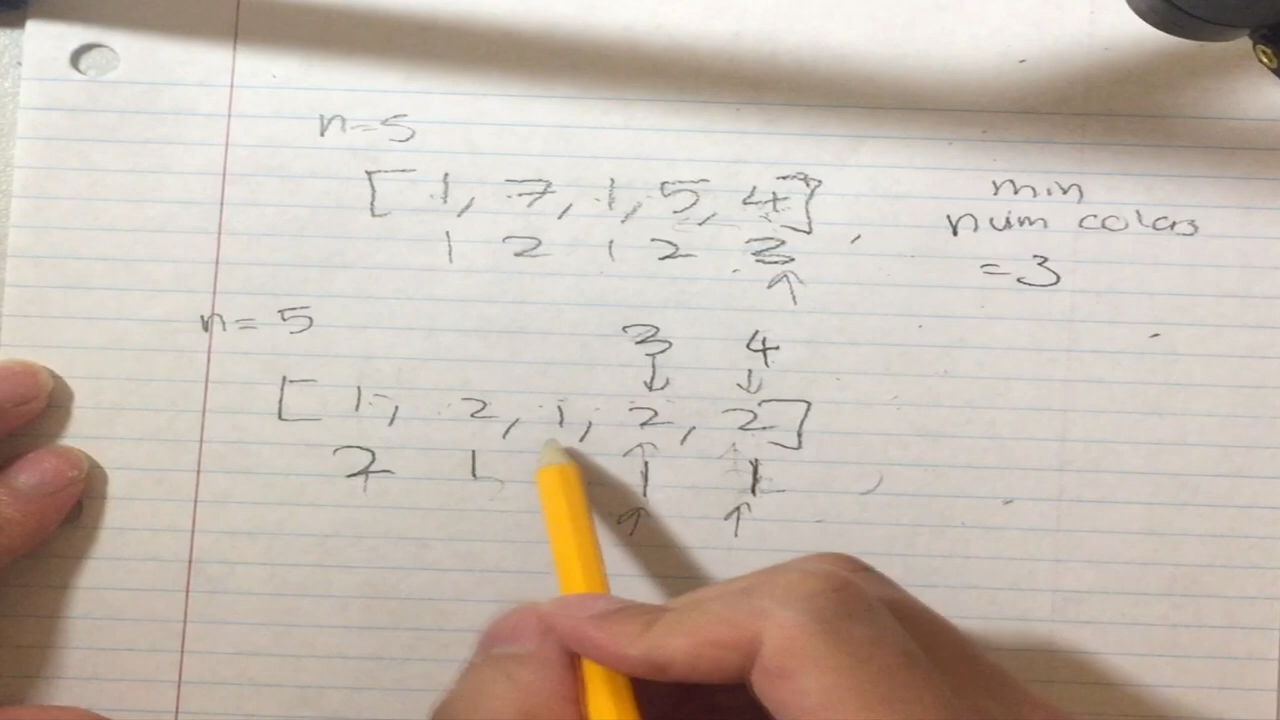 n=5
[1, 7, 1, 5, 4]
1 2 1 2 3
min
num colors
=3
n=5
3 4
[1, 2, 1, 2, 2]
2 1 1 1